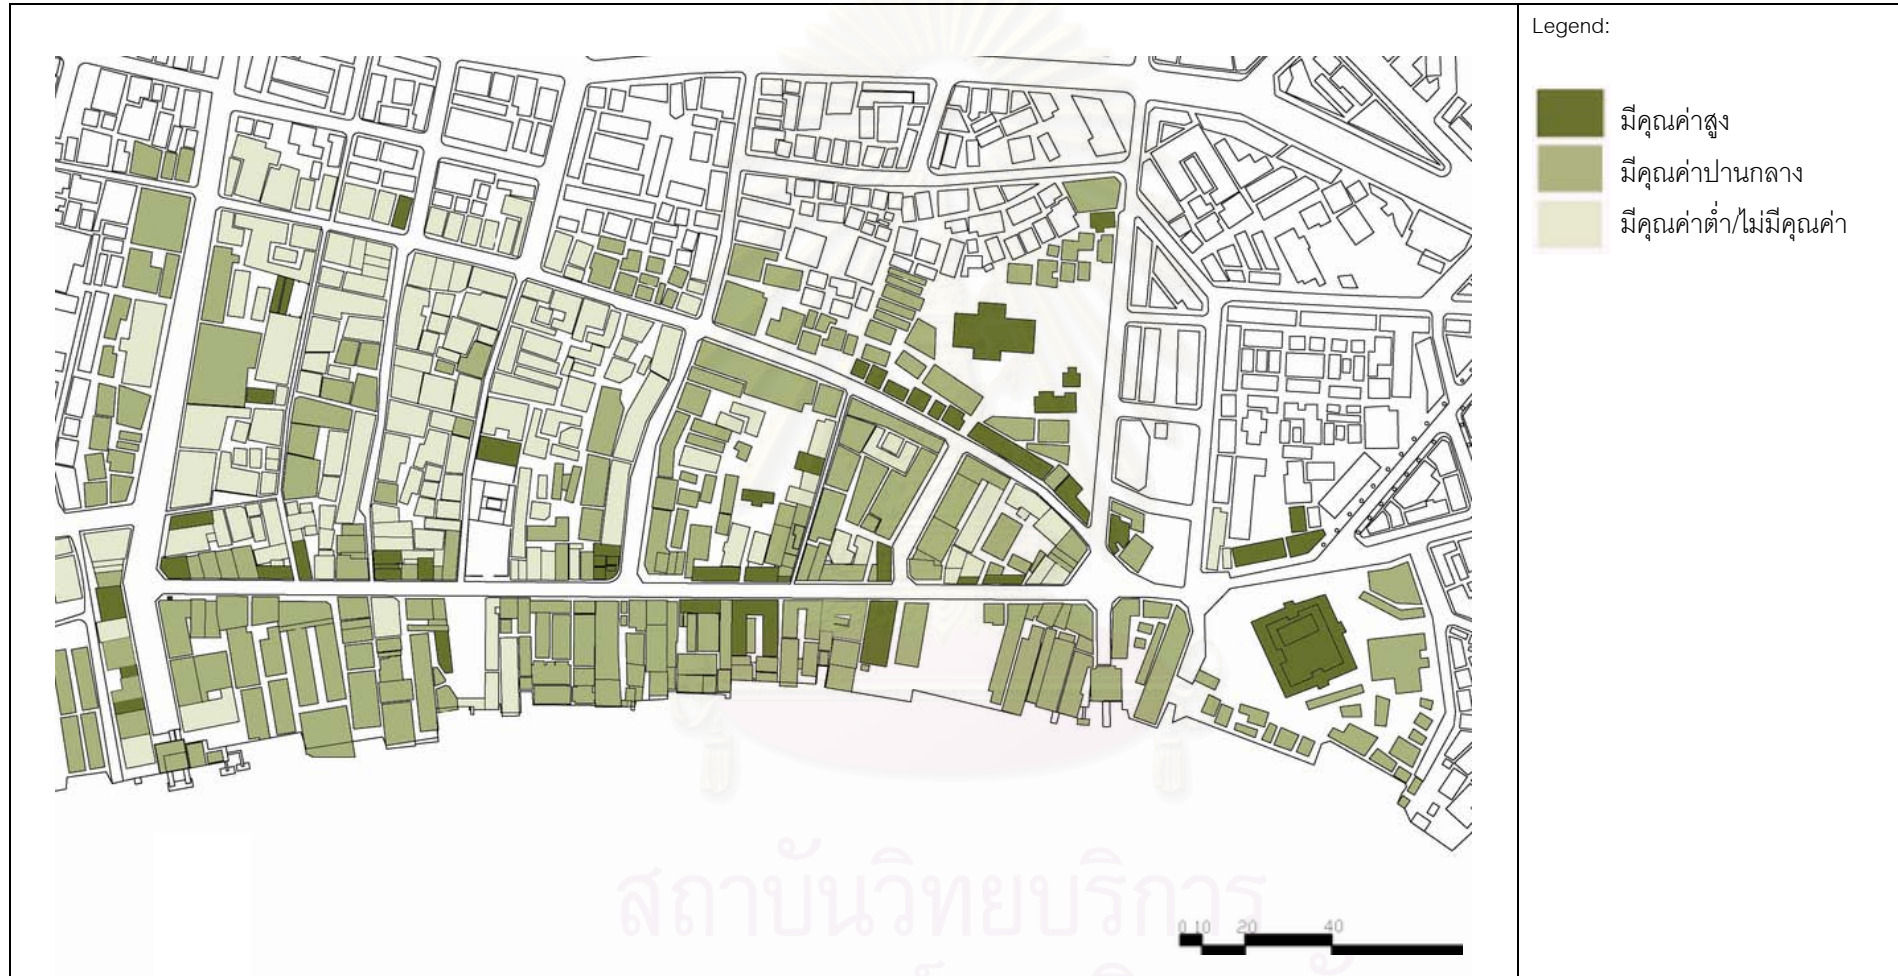 Legend:
มีคุณค่าสูง
มีคุณค่าปานกลาง
มีคุณค่าต่ำ/ไม่มีคุณค่า
สถาบันวิทยบริการ
0 10 20 40